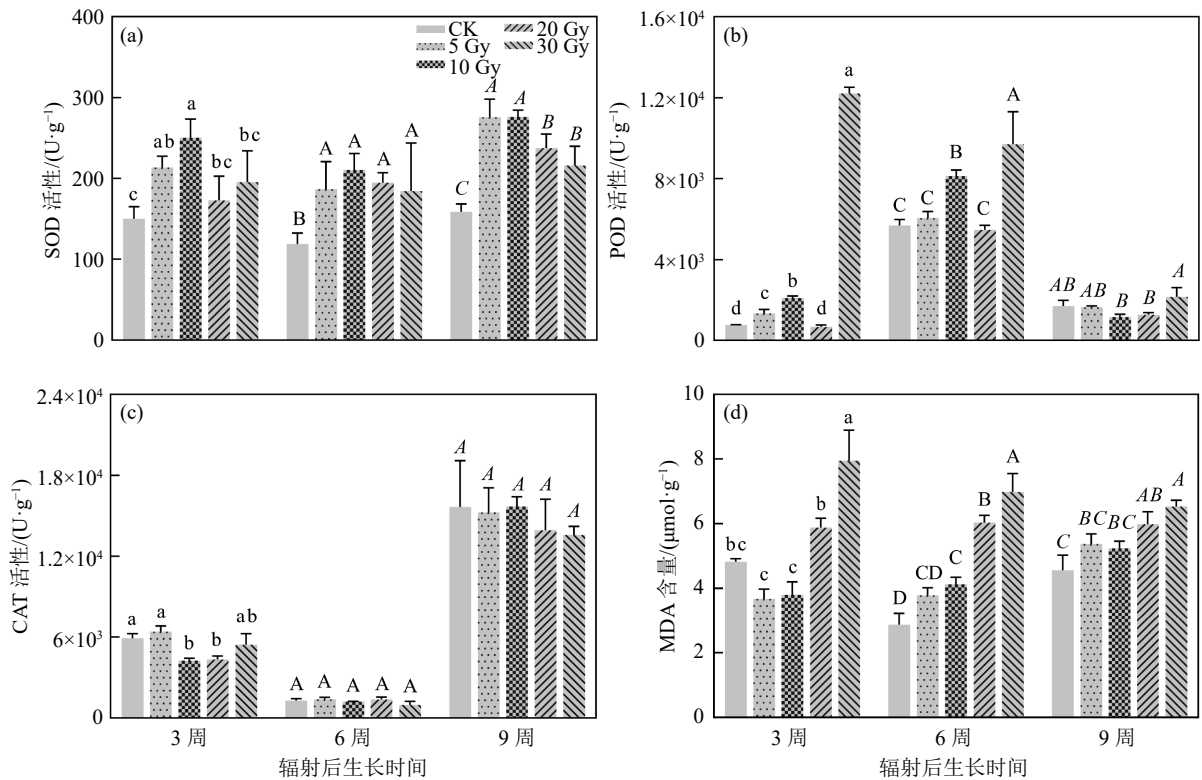 400
300
200
100
0
SOD 活性/(U·g⁻¹)
(a)
CK
5 Gy
10 Gy
20 Gy
30 Gy
c
ab
a
bc
bc
B
A
A
A
A
C
A
A
B
B
1.6×10⁴
1.2×10⁴
8×10³
4×10³
0
POD 活性/(U·g⁻¹)
(b)
d
c
b
d
a
C
C
B
C
A
AB
AB
B
B
A
2.4×10⁴
1.8×10⁴
1.2×10⁴
6×10³
0
CAT 活性/(U·g⁻¹)
(c)
a
a
b
b
ab
A
A
A
A
A
A
A
A
A
A
3 周
6 周
9 周
辐射后生长时间
10
8
6
4
2
0
MDA 含量/(μmol·g⁻¹)
(d)
bc
c
c
b
a
D
CD
C
B
A
C
BC
BC
AB
A
3 周
6 周
9 周
辐射后生长时间